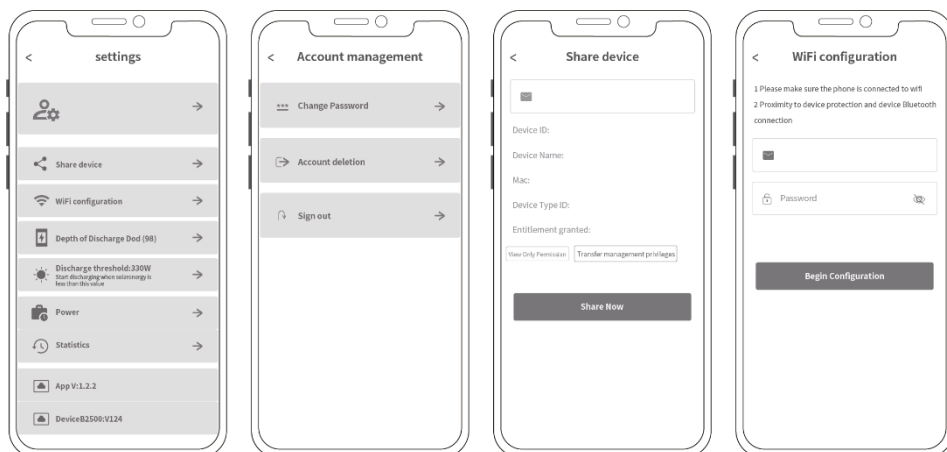 <
settings
Share device
WiFi configuration
Depth of Discharge Dod (98)
Discharge threshold:330W
Start discharging when solar energy is
less than this value
Power
Statistics
App V:1.2.2
DeviceB2500:V124
<
Account management
Change Password
Account deletion
Sign out
<
Share device
Device ID:
Device Name:
Mac:
Device Type ID:
Entitlement granted:
View Only Permission
Transfer management privileges
Share Now
<
WiFi configuration
1 Please make sure the phone is connected to wifi
2 Proximity to device protection and device Bluetooth
connection
Password
Begin Configuration